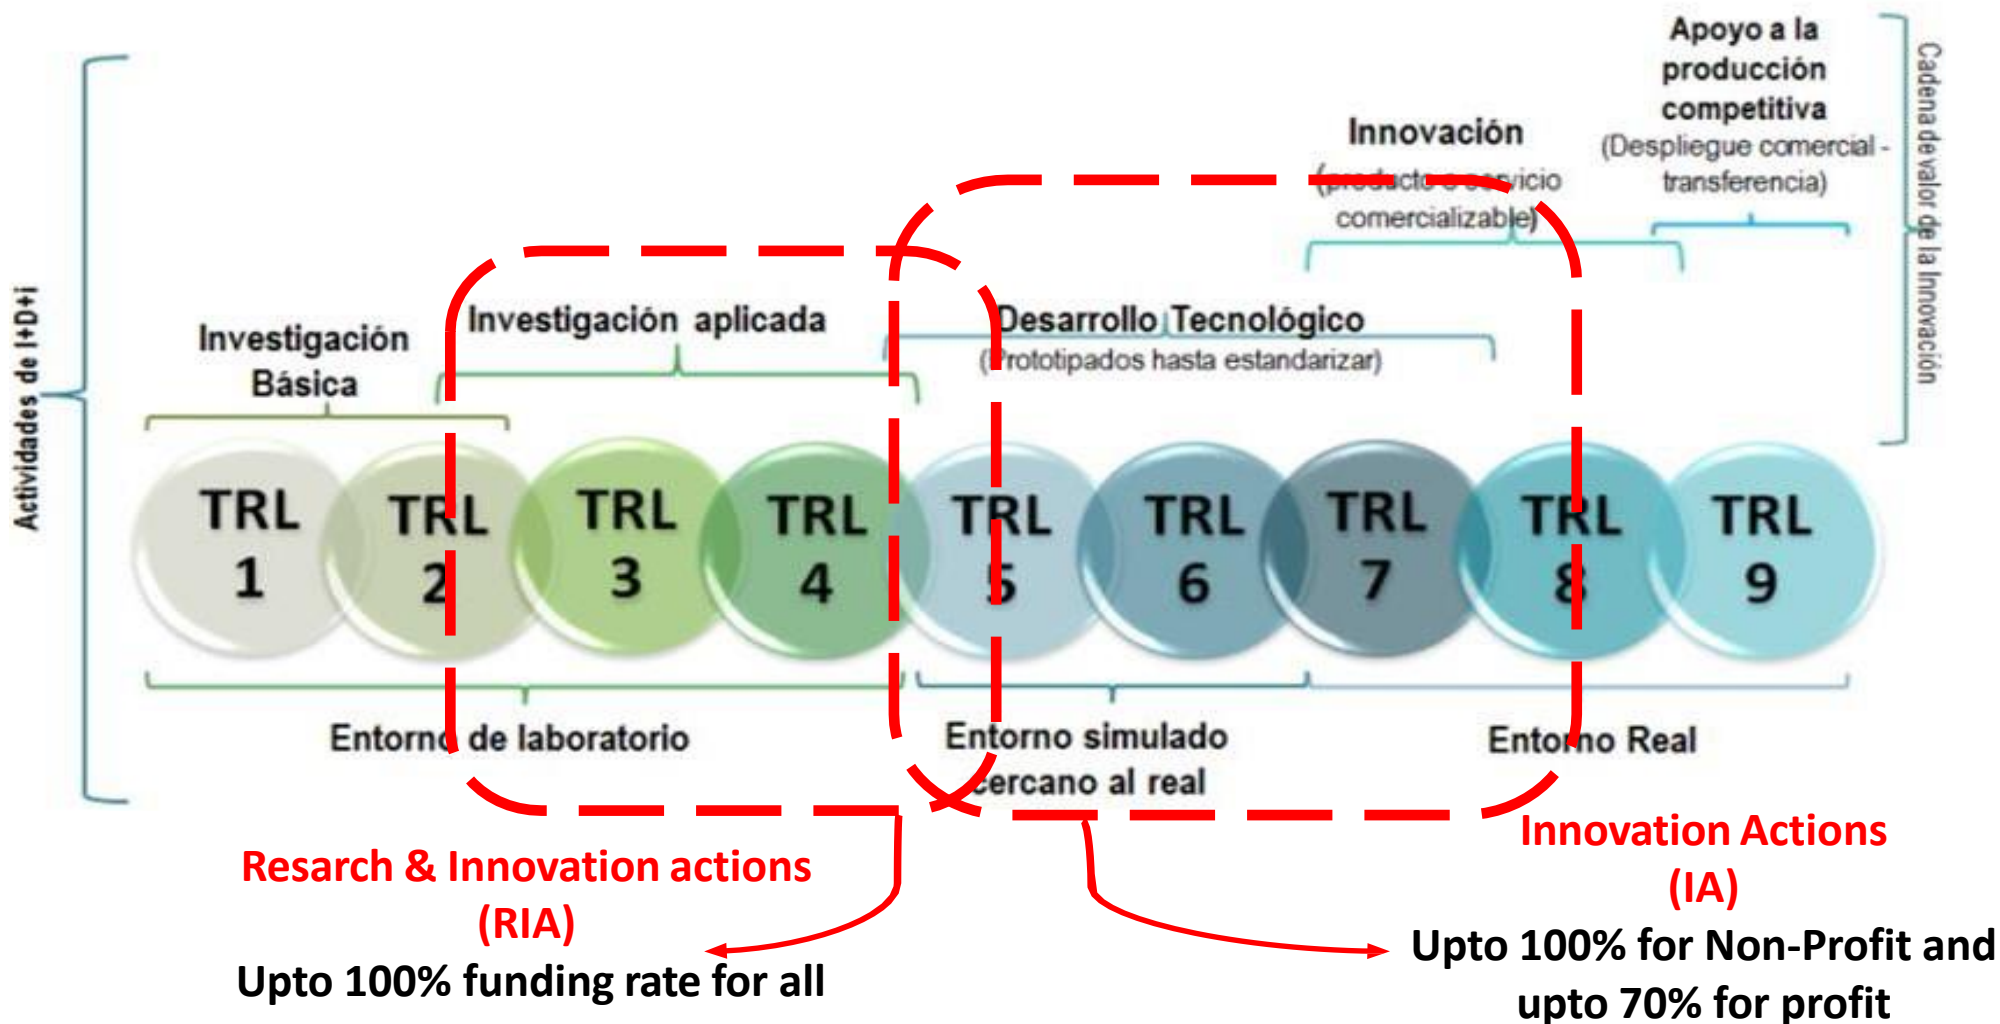 Actividades de I+D+i
Investigación
Básica
Investigación aplicada
Desarrollo Tecnológico
(Prototipados hasta estandarizar)
Innovación
(producto o servicio
comercializable)
Apoyo a la
producción
competitiva
(Despliegue comercial -
transferencia)
Cadena de valor de la Innovación
TRL
1
TRL
2
TRL
3
TRL
4
TRL
5
TRL
6
TRL
7
TRL
8
TRL
9
Entorno de laboratorio
Entorno simulado
cercano al real
Entorno Real
Resarch & Innovation actions
(RIA)
Upto 100% funding rate for all
Innovation Actions
(IA)
Upto 100% for Non-Profit and
upto 70% for profit